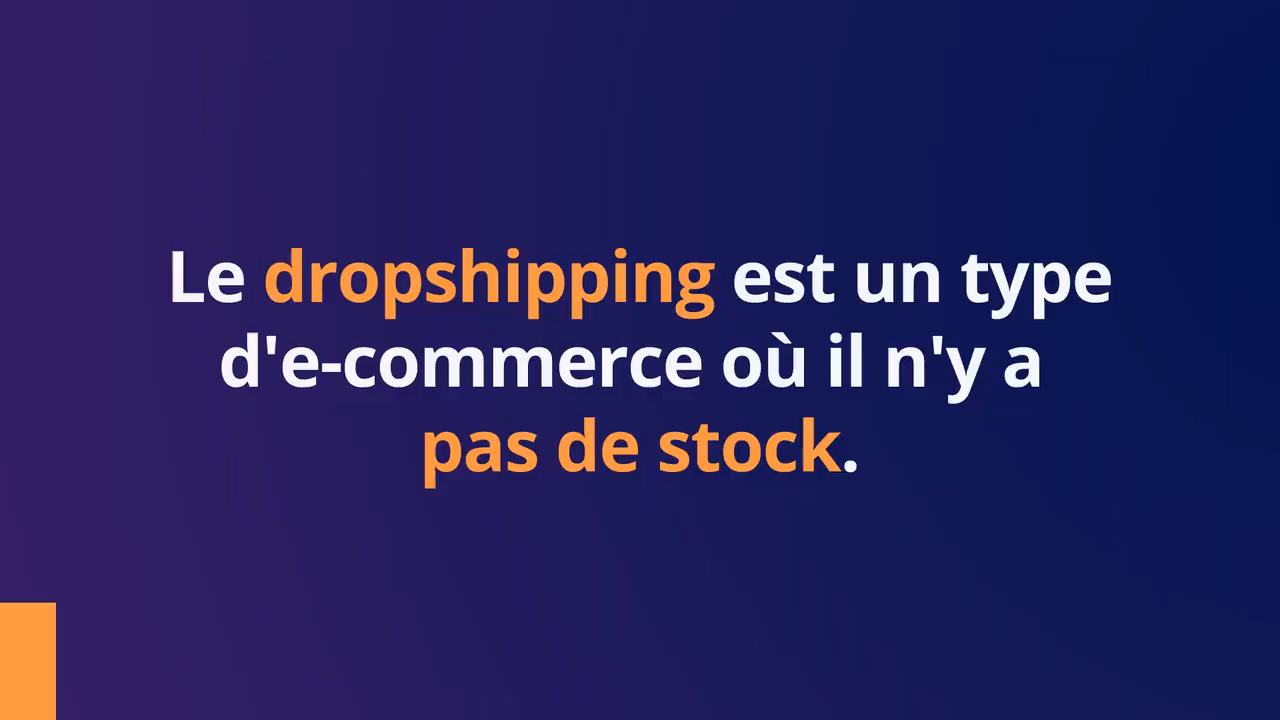 Le dropshipping est un type
d'e-commerce où il n'y a
pas de stock.